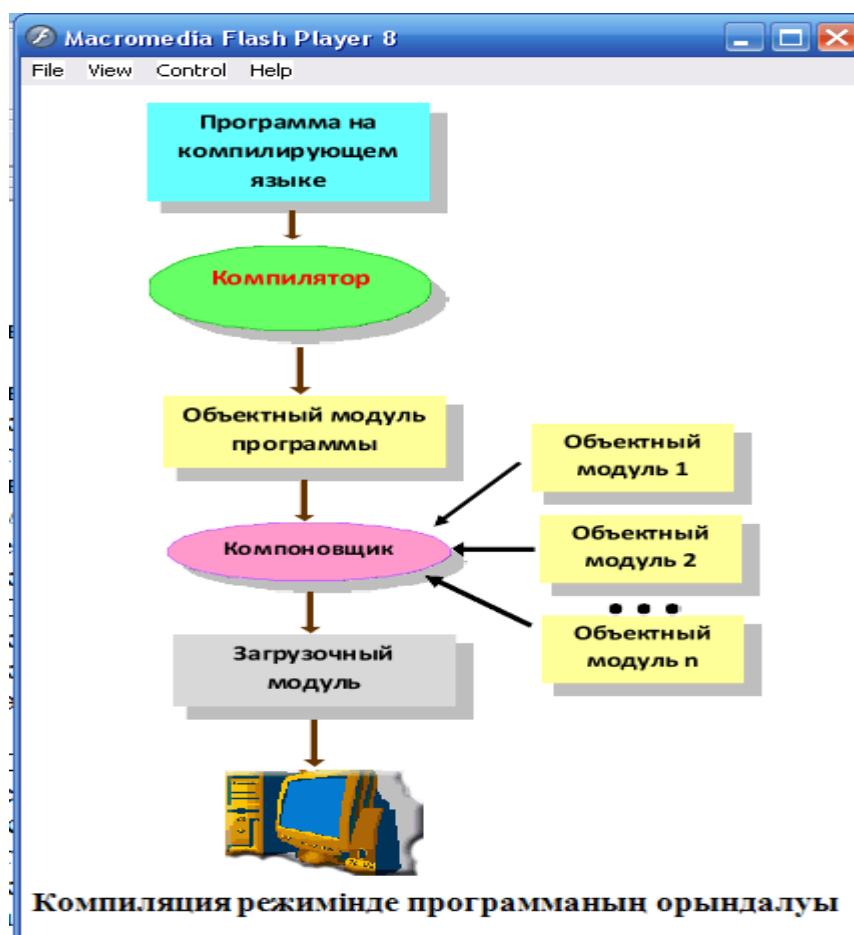 Macromedia Flash Player 8
File View Control Help
Программа на
компилирующем
языке
Компилятор
Объектный модуль
программы
Объектный
модуль 1
Компоновщик
Объектный
модуль 2
Объектный
модуль n
Загрузочный
модуль
Компиляция режимінде программаның орындалуы